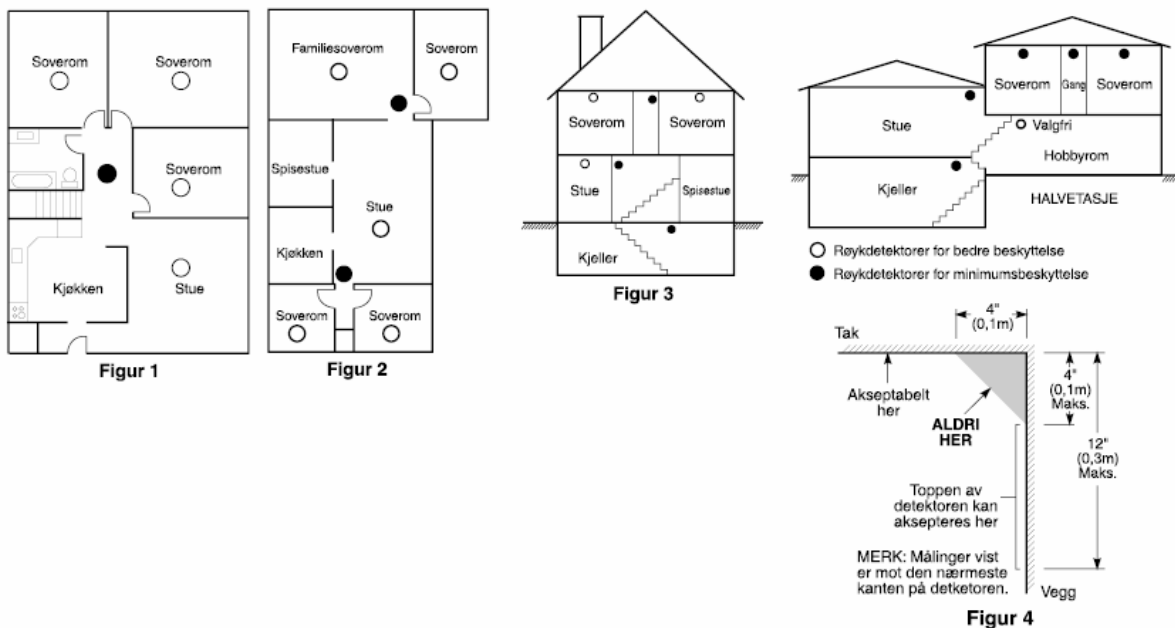 Soverom
Soverom
Soverom
Kjøkken
Stue
Figur 1
Familiesoverom
Soverom
Spisestue
Stue
Kjøkken
Soverom
Soverom
Figur 2
Soverom
Soverom
Stue
Spisestue
Kjeller
Figur 3
Soverom
Gang
Soverom
Stue
Valgfri
Hobbyrom
Kjeller
HALVETASJE
Røykdetektorer for bedre beskyttelse
Røykdetektorer for minimumsbeskyttelse
4"
(0,1m)
Tak
Akseptabelt
her
ALDRI
HER
4"
(0,1m)
Maks.
12"
(0,3m)
Maks.
Toppen av
detektoren kan
aksepteres her
MERK: Målinger vist
er mot den nærmeste
kanten på detketoren.
Vegg
Figur 4